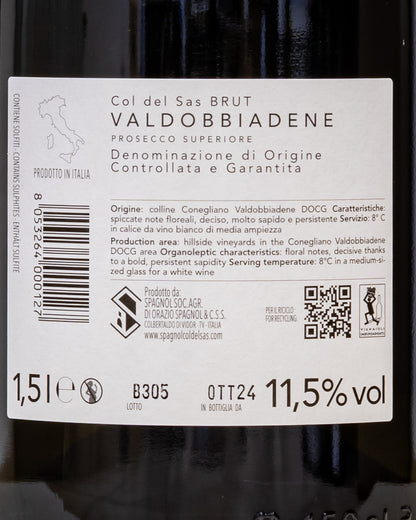 Col del Sas BRUT
VALDOBBIADENE
PROSECCO SUPERIORE
Denominazione di Origine
Controllata e Garantita
PRODOTTO IN ITALIA
CONTIENE SOLFITI - CONTAINS SULPHITES - ENTHÄLT SULFITE
8 053264 000127
Origine: colline Conegliano Valdobbiadene DOCG Caratteristiche:
spiccate note floreali, deciso, molto sapido e persistente Servizio: 8° C
in calice da vino bianco di media ampiezza
Production area: hillside vineyards in the Conegliano Valdobbiadene
DOCG area Organoleptic characteristics: floral notes, decisive thanks
to a bold, persistent sapidity Serving temperature: 8°C in a medium-si-
zed glass for a white wine
Prodotto da:
SPAGNOL SOC. AGR.
DI ORAZIO SPAGNOL & C. S.S.
COLBERTALDO DI VIDOR - TV - ITALIA
www.spagnolcoldelsas.com
PER IL RICICLO
FOR RECYCLING
VIGNAIOLI
INDIPENDENTI
1,5 l e
B305
LOTTO
OTT24
IN BOTTIGLIA DA
11,5% vol